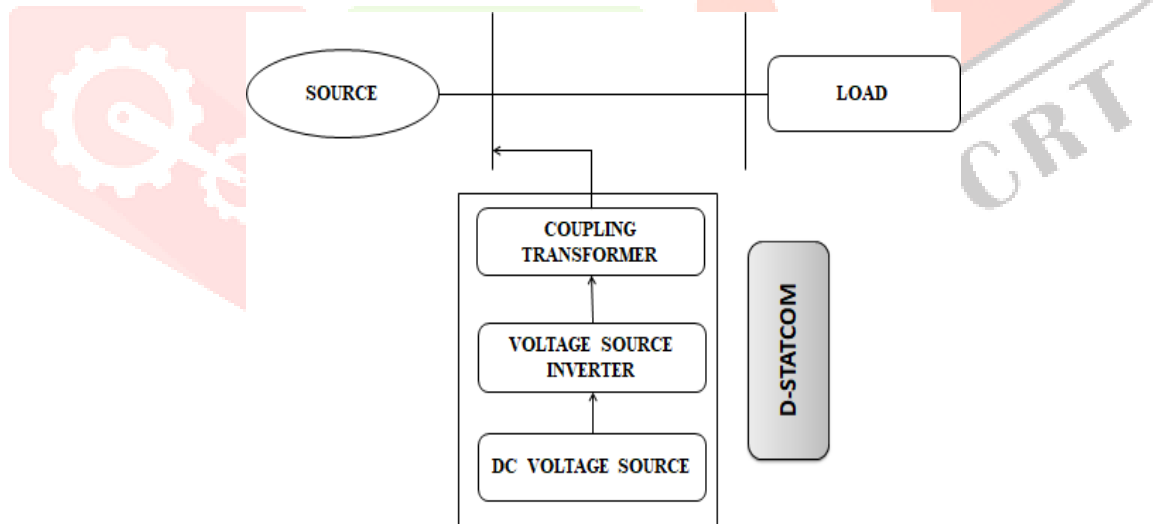 SOURCE
LOAD
CRT
COUPLING
TRANSFORMER
VOLTAGE SOURCE
INVERTER
DC VOLTAGE SOURCE
D-STATCOM